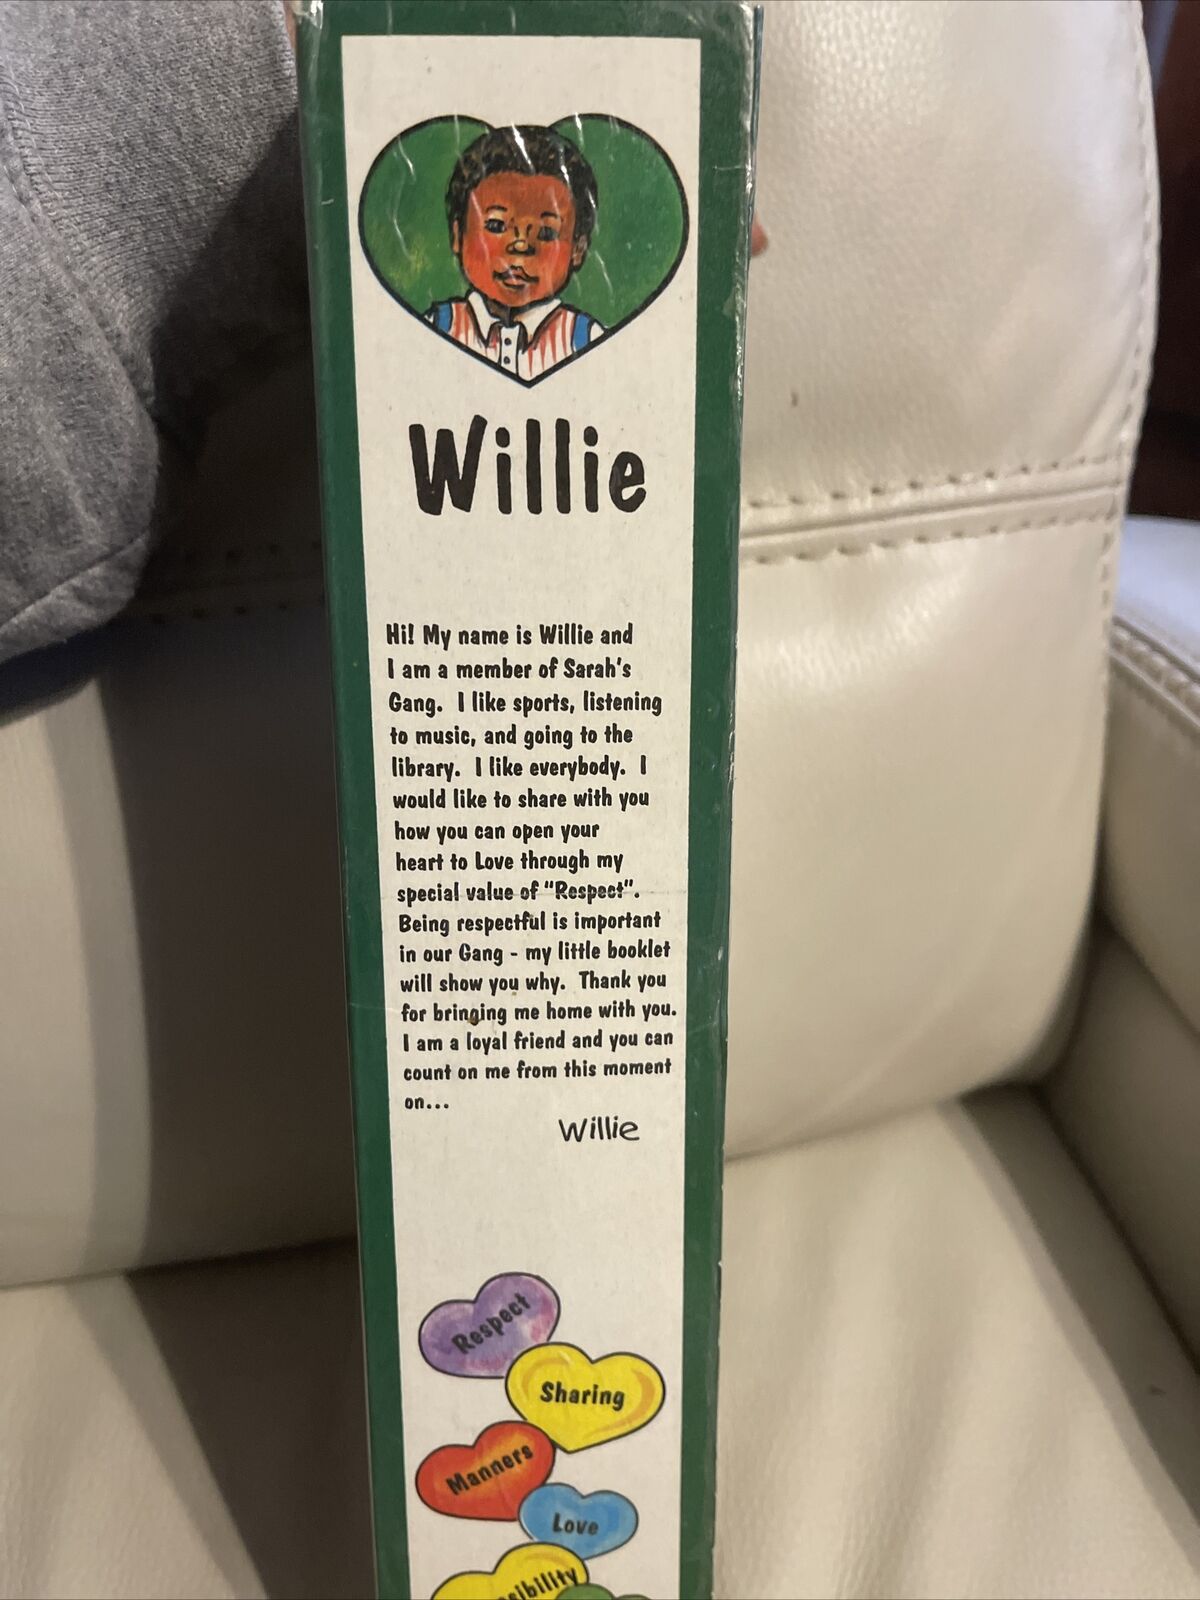 Willie
Hi! My name is Willie and
I am a member of Sarah's
Gang. I like sports, listening
to music, and going to the
library. I like everybody. I
would like to share with you
how you can open your
heart to Love through my
special value of "Respect".
Being respectful is important
in our Gang - my little booklet
will show you why. Thank you
for bringing me home with you.
I am a loyal friend and you can
count on me from this moment
on...
Willie
Respect
Sharing
Manners
Love